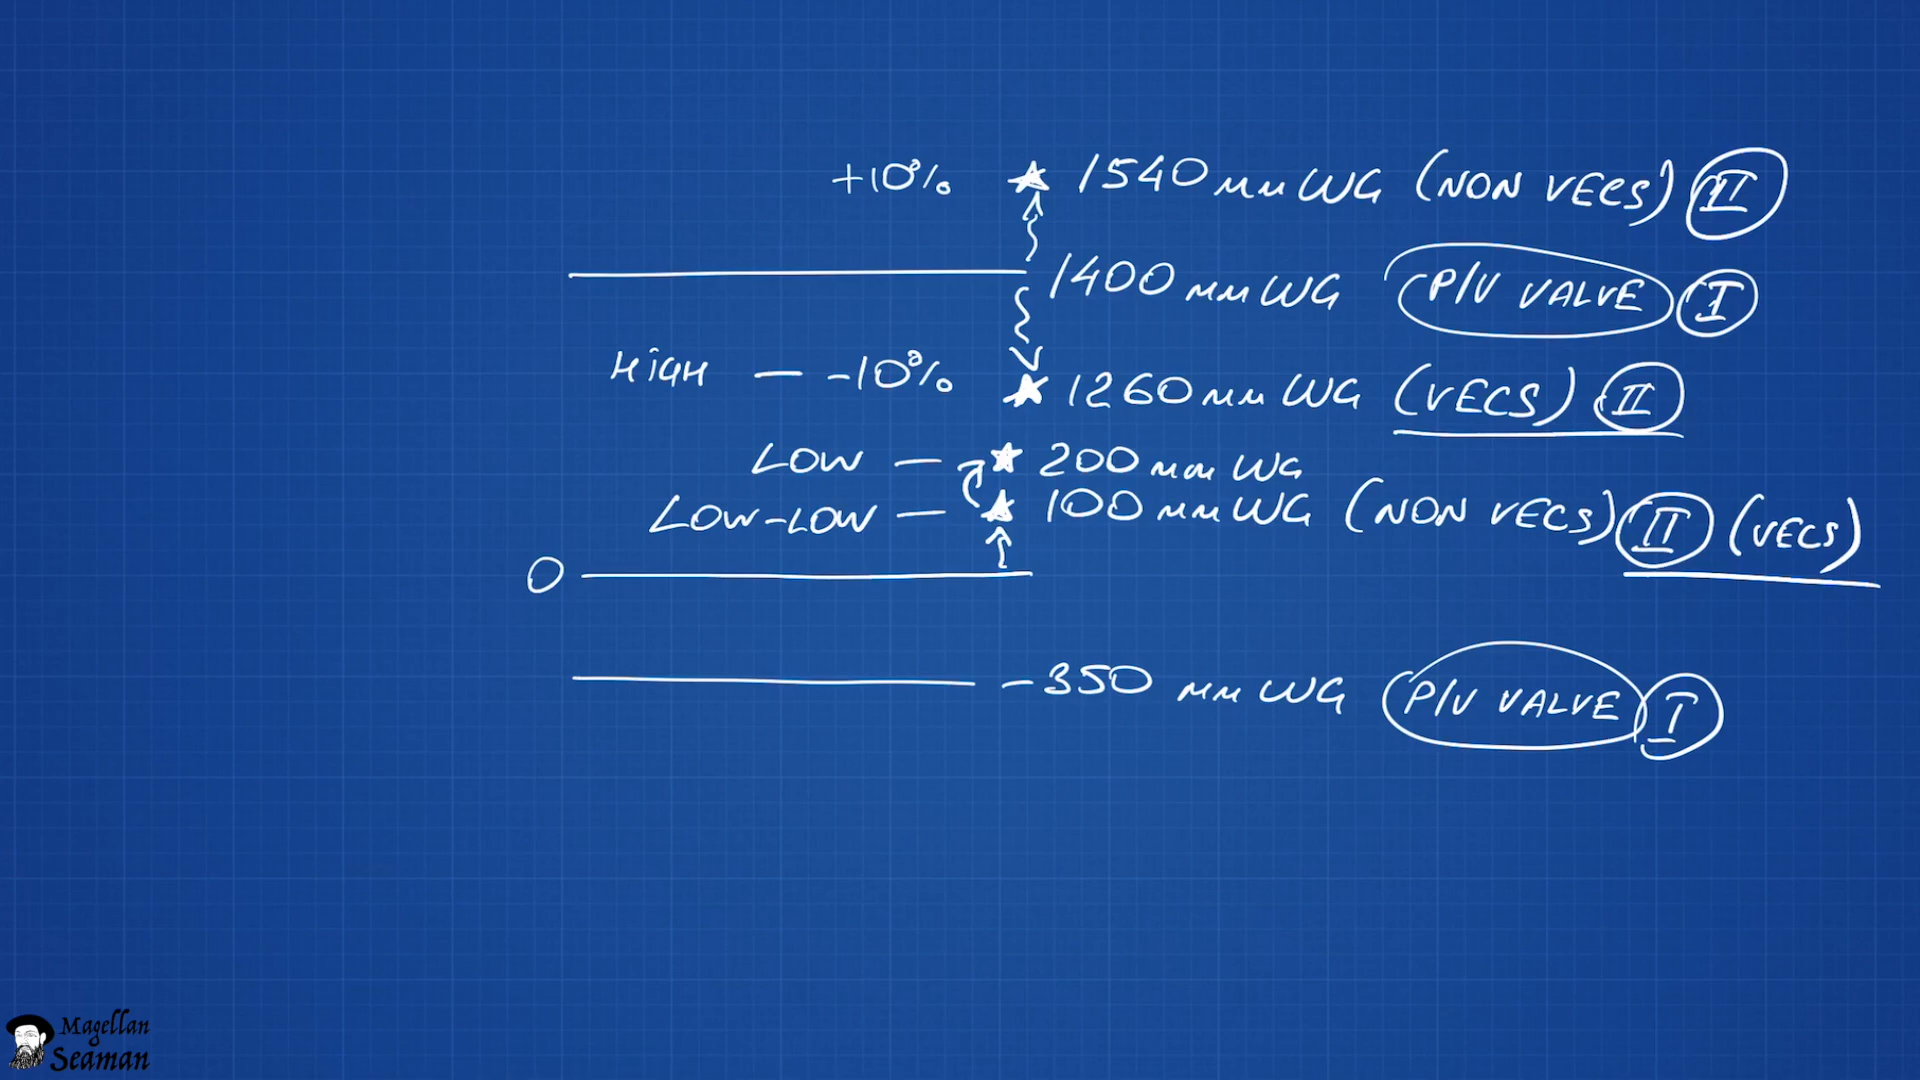 +10% ★ 1540 mm WG (NON VECS) II
1400 mm WG P/V VALVE I
HIGH — -10% ★ 1260 mm WG (VECS) II
LOW — ★ 200 mm WG
LOW-LOW — ★ 100 mm WG (NON VECS) II (VECS)
0
-350 mm WG P/V VALVE I
Magellan
Seaman